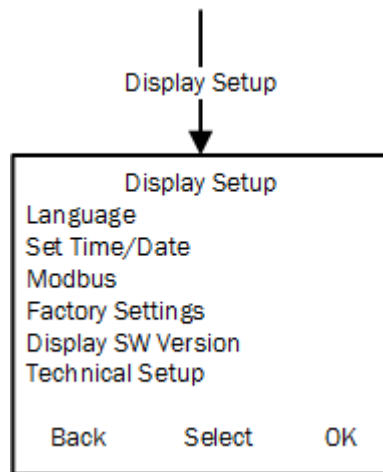 Display Setup
Display Setup
Language
Set Time/Date
Modbus
Factory Settings
Display SW Version
Technical Setup
Back Select OK